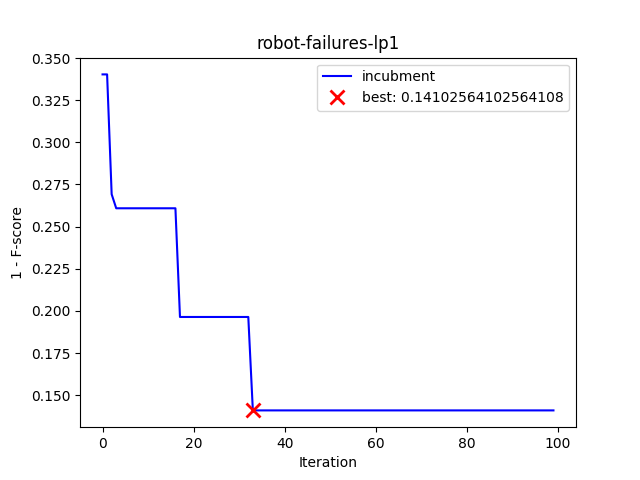 robot-failures-lp1
incubment
best: 0.14102564102564108
0.350
0.325
0.300
0.275
0.250
0.225
0.200
0.175
0.150
1 - F-score
0 20 40 60 80 100
Iteration